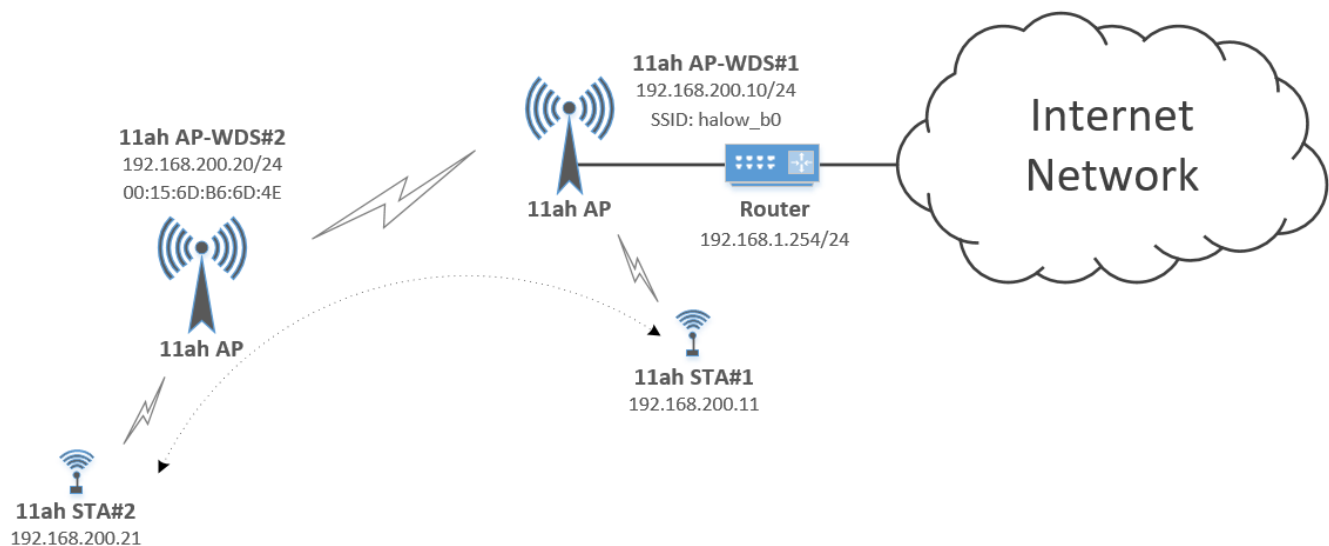 11ah AP-WDS#1
192.168.200.10/24
SSID: halow_b0
Internet
Network
11ah AP-WDS#2
192.168.200.20/24
00:15:6D:B6:6D:4E
11ah AP
Router
192.168.1.254/24
11ah AP
11ah STA#1
192.168.200.11
11ah STA#2
192.168.200.21